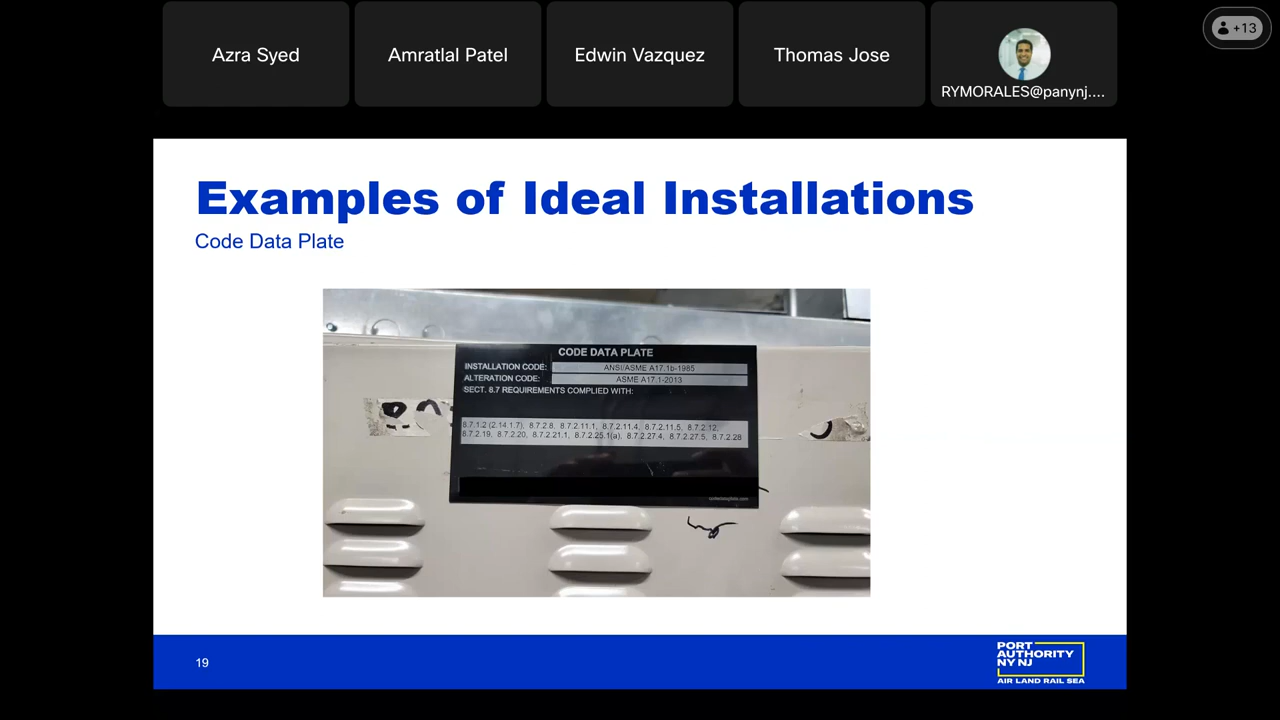 Azra Syed
Amratlal Patel
Edwin Vazquez
Thomas Jose
RYMORALES@panynj....
+13
Examples of Ideal Installations
Code Data Plate
CODE DATA PLATE
INSTALLATION CODE: ANSI/ASME A17.1b-1985
ALTERATION CODE: ASME A17.1-2013
SECT. 8.7 REQUIREMENTS COMPLIED WITH:
8.7.1.2 (2.14.1.7), 8.7.2.8, 8.7.2.11.1, 8.7.2.11.4, 8.7.2.11.5, 8.7.2.12,
8.7.2.19, 8.7.2.20, 8.7.2.21.1, 8.7.2.25.1(a), 8.7.2.27.4, 8.7.2.27.5, 8.7.2.28
19
PORT
AUTHORITY
NY NJ
AIR LAND RAIL SEA